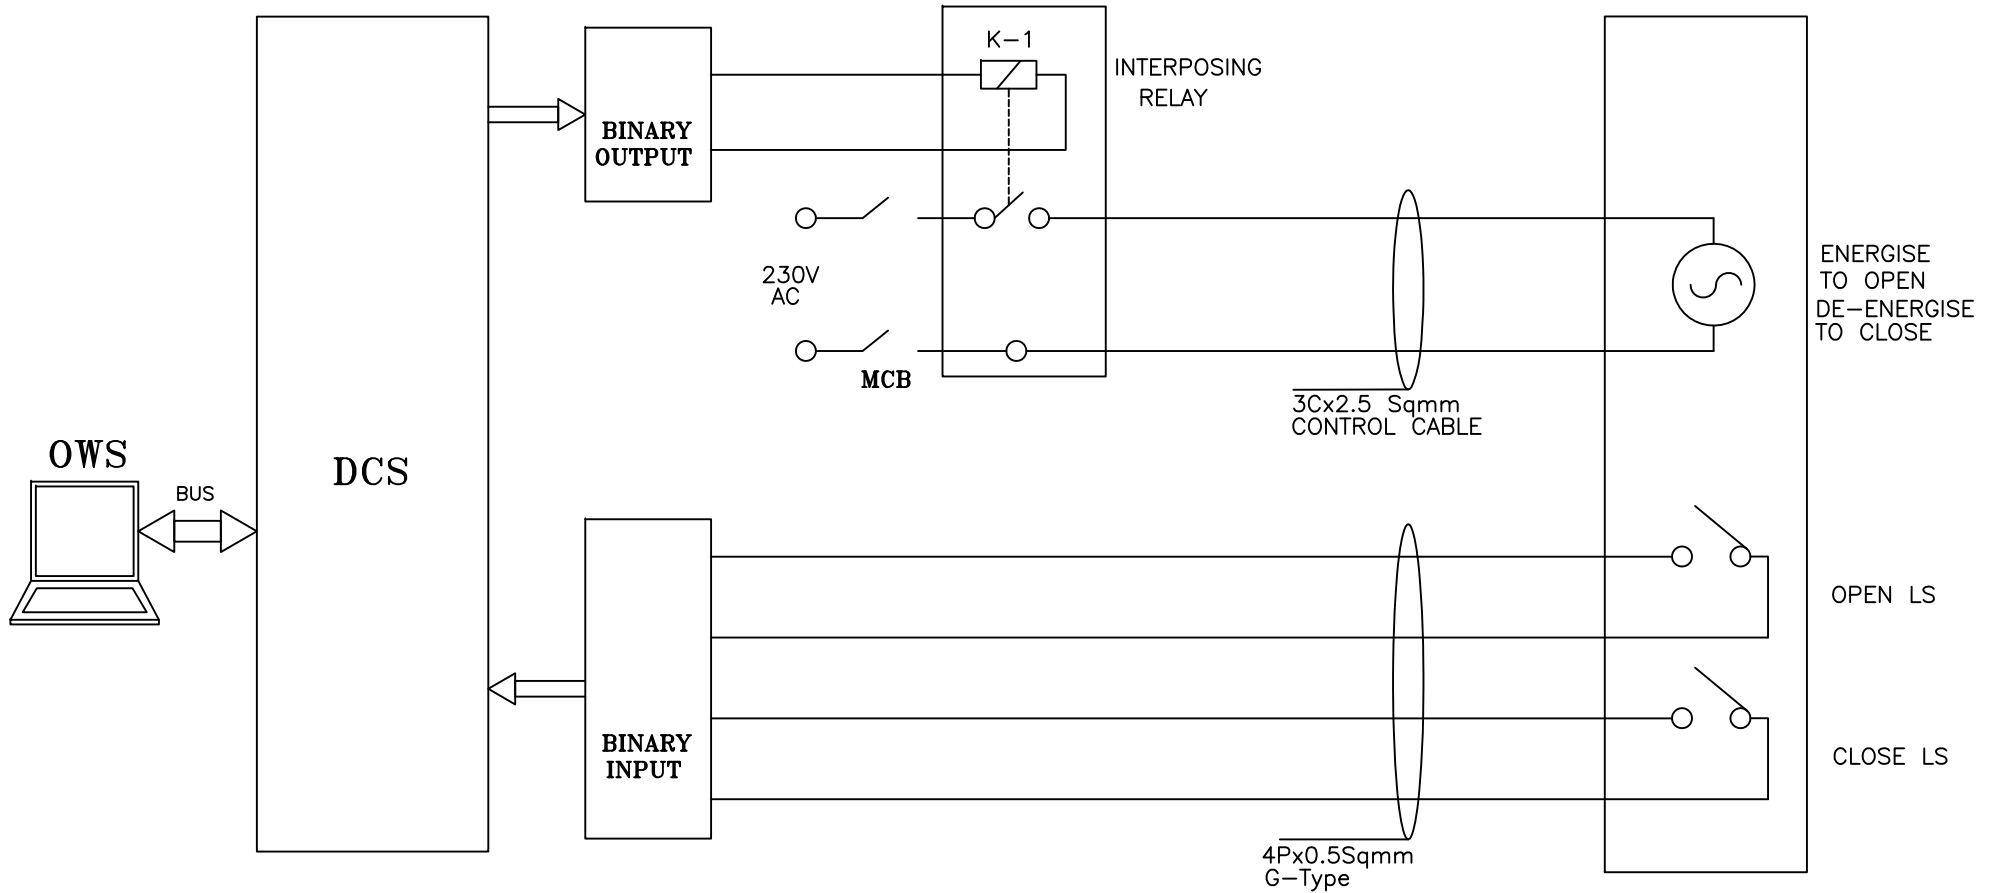 K-1
INTERPOSING
RELAY
BINARY
OUTPUT
230V
AC
MCB
ENERGISE
TO OPEN
DE-ENERGISE
TO CLOSE
3Cx2.5 Sqmm
CONTROL CABLE
OWS
BUS
DCS
OPEN LS
BINARY
INPUT
CLOSE LS
4Px0.5Sqmm
G-Type